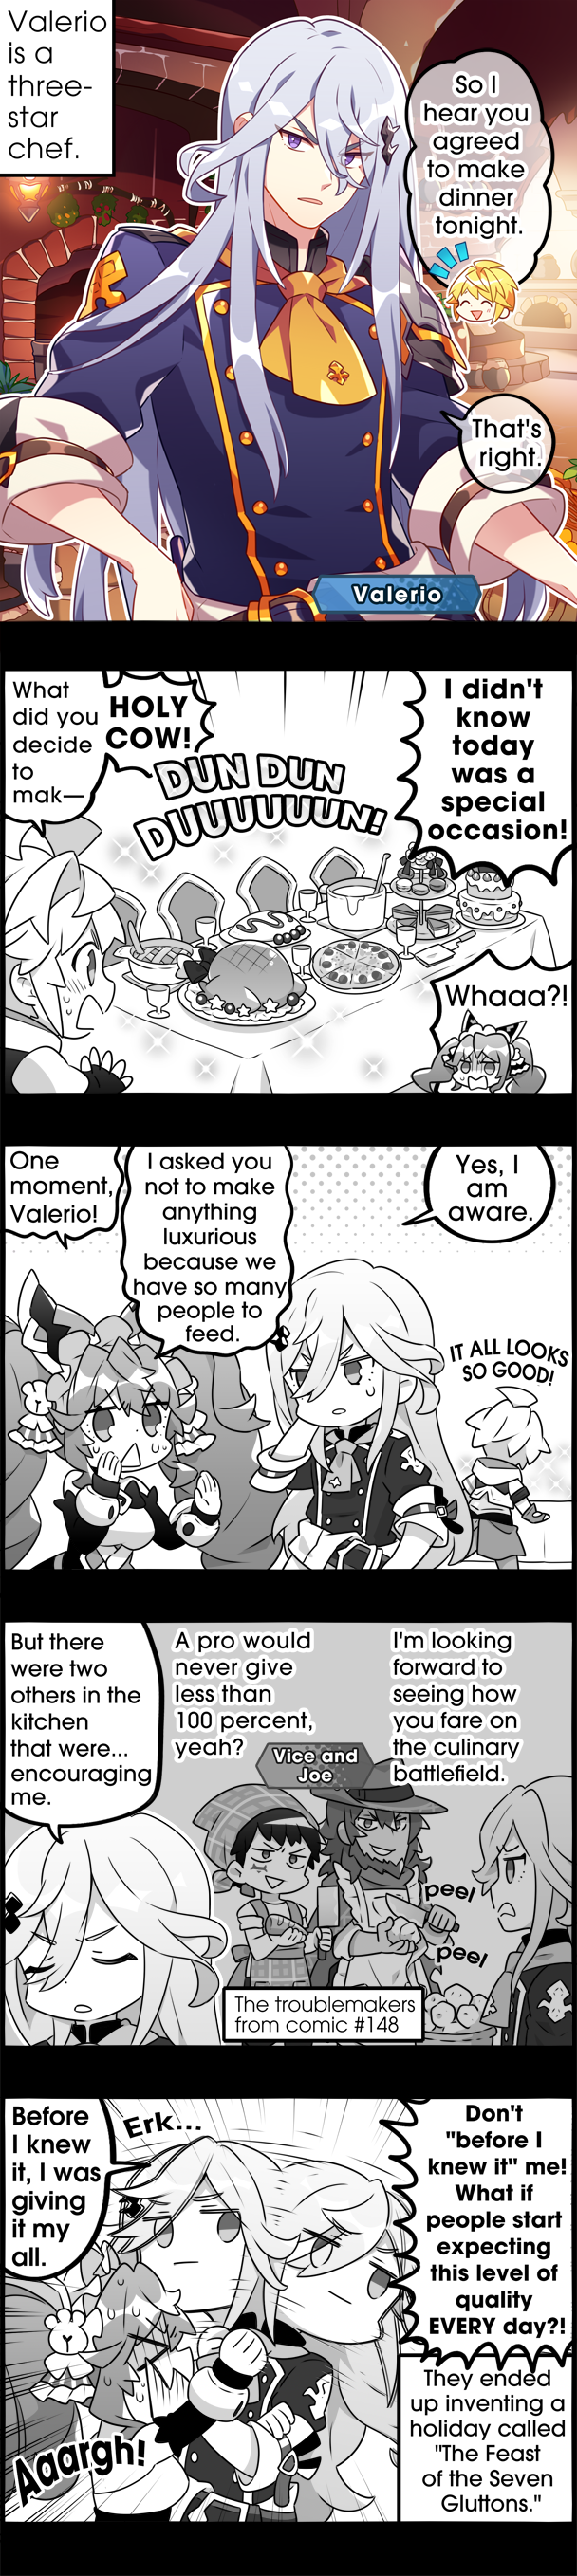 Valerio
is a
three-
star
chef.
So I
hear you
agreed
to make
dinner
tonight.
That's
right.
Valerio
What
did you
decide
to
mak—
HOLY
COW!
DUN DUN
DUUUUUUN!
I didn't
know
today
was a
special
occasion!
Whaaa?!
One
moment,
Valerio!
I asked you
not to make
anything
luxurious
because we
have so many
people to
feed.
Yes, I
am
aware.
IT ALL LOOKS
SO GOOD!
But there
were two
others in the
kitchen
that were...
encouraging
me.
A pro would
never give
less than
100 percent,
yeah?
I'm looking
forward to
seeing how
you fare on
the culinary
battlefield.
Vice and
Joe
peel
peel
The troublemakers
from comic #148
Before
I knew
it, I was
giving
it my
all.
Erk...
Don't
"before I
knew it" me!
What if
people start
expecting
this level of
quality
EVERY day?!
Aaargh!
They ended
up inventing a
holiday called
"The Feast
of the Seven
Gluttons."